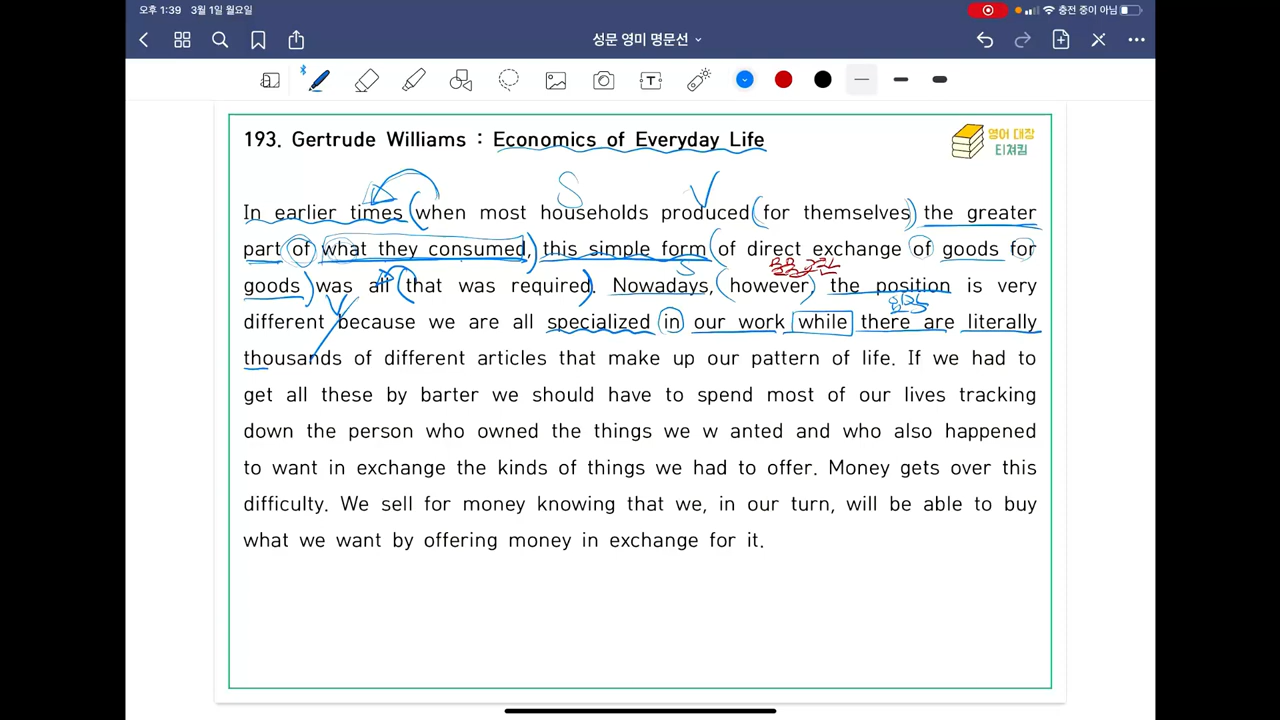 오후 1:39 3월 1일 월요일
충전 중이 아님
성문 영미 명문선
193. Gertrude Williams : Economics of Everyday Life
영어 대장
티쳐킴
S V
In earlier times (when most households produced (for themselves) the greater
part of what they consumed,) this simple form (of direct exchange of goods for
S
goods) was all (that was required). Nowadays, (however) the position is very
V
different because we are all specialized in our work while there are literally
thousands of different articles that make up our pattern of life. If we had to
get all these by barter we should have to spend most of our lives tracking
down the person who owned the things we w anted and who also happened
to want in exchange the kinds of things we had to offer. Money gets over this
difficulty. We sell for money knowing that we, in our turn, will be able to buy
what we want by offering money in exchange for it.